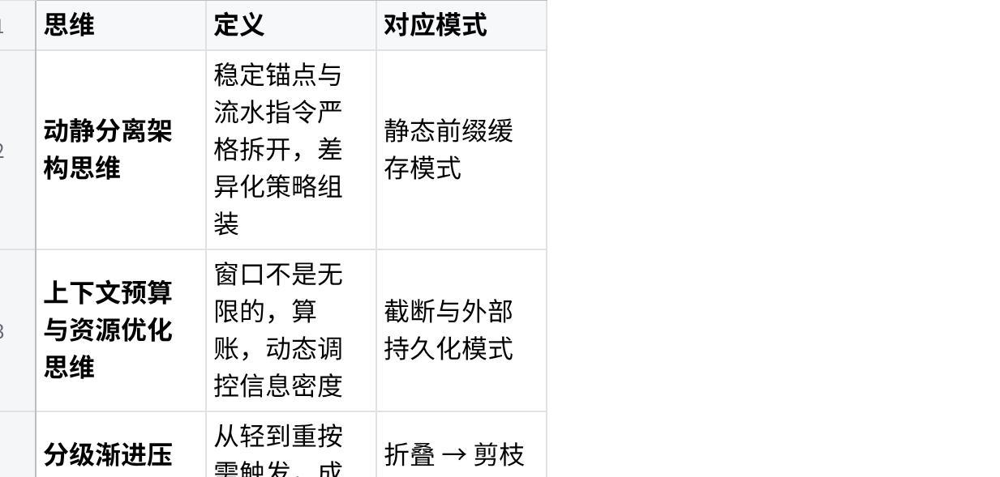 思维
定义
对应模式
2
动静分离架
构思维
稳定锚点与
流水指令严
格拆开，差
异化策略组
装
静态前缀缓
存模式
3
上下文预算
与资源优化
思维
窗口不是无
限的，算
账，动态调
控信息密度
截断与外部
持久化模式
分级渐进压
从轻到重按
需触发，成
折叠 → 剪枝